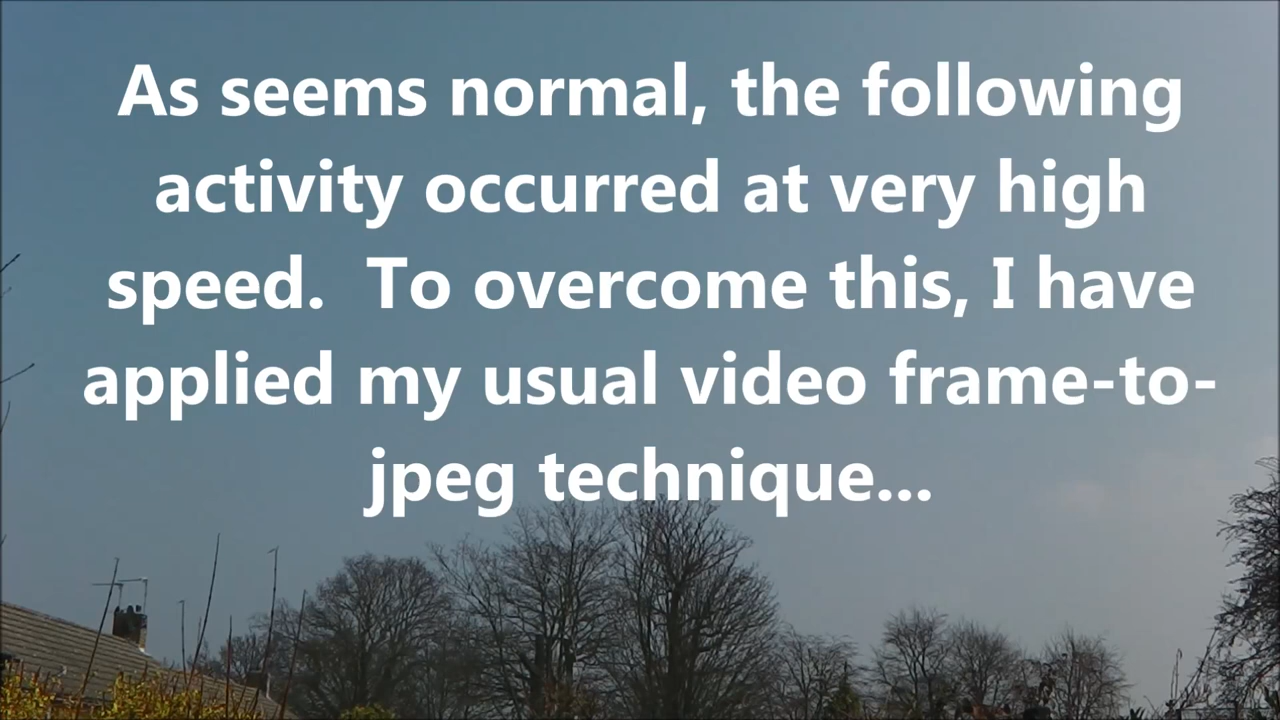 As seems normal, the following
activity occurred at very high
speed.  To overcome this, I have
applied my usual video frame-to-
jpeg technique...